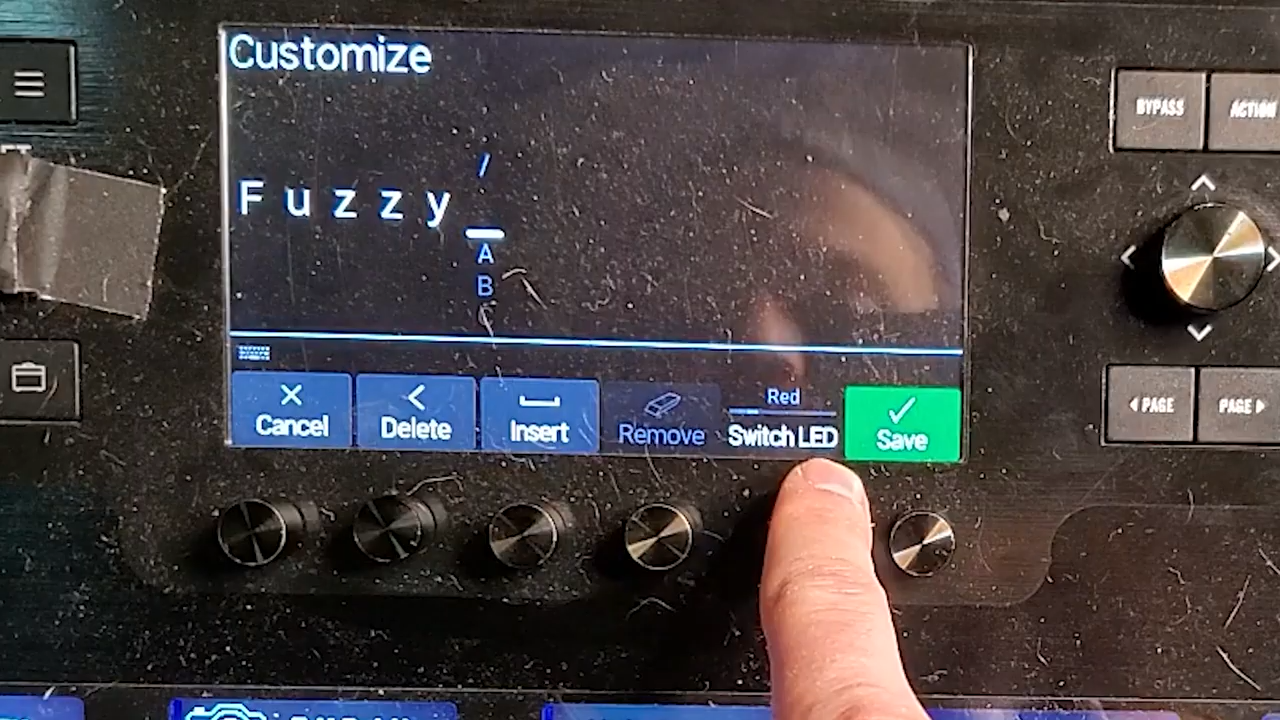 Customize
BYPASS
ACTION
/
Fuzzy
A
B
C
◀ PAGE
PAGE ▶
Red
Cancel
Delete
Insert
Remove
Switch LED
Save